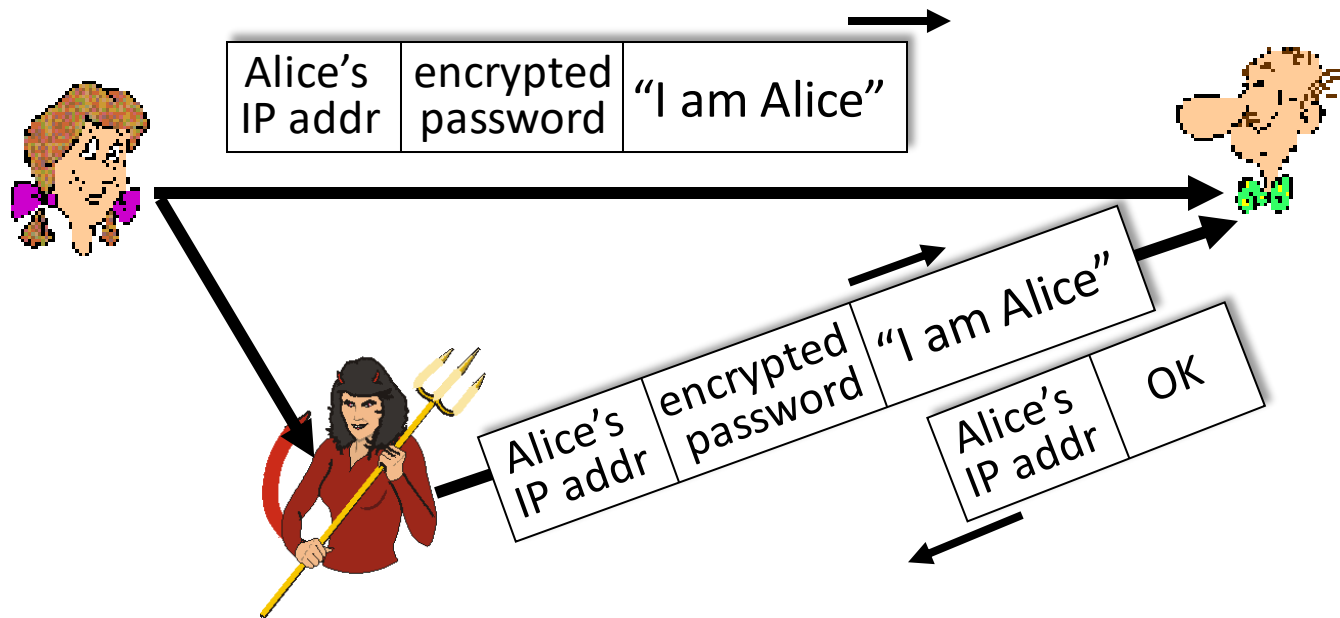 Alice’s
IP addr
encrypted
password
“I am Alice”
Alice’s
IP addr
encrypted
password
“I am Alice”
Alice’s
IP addr
OK